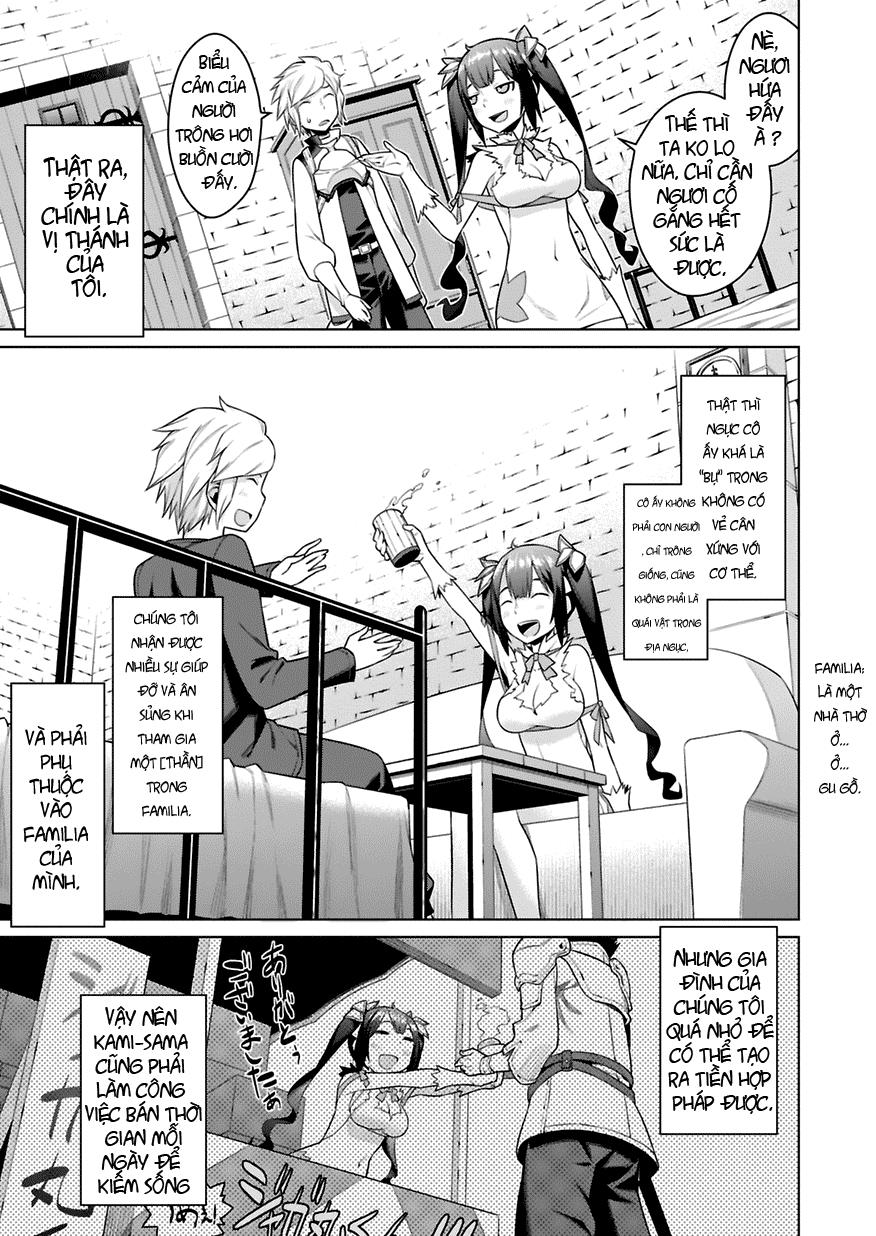 NÈ,
NGƯƠI
HỨA
ĐẤY
À ?
THẾ THÌ
TA KO LO
NỮA. CHỈ CẦN
NGƯƠI CỐ
GẮNG HẾT
SỨC LÀ
ĐƯỢC.
BIỂU
CẢM CỦA
NGƯỜI
TRÔNG HƠI
BUỒN CƯỜI
ĐẤY.
THẬT RA,
ĐÂY
CHÍNH LÀ
VỊ THÁNH
CỦA
TÔI.
THẬT THÌ
NGỰC CÔ
ẤY KHÁ LÀ
"BỰ" TRONG
KHÔNG CÓ
VẺ CÂN
XỨNG VỚI
CƠ THỂ.
CÔ ẤY KHÔNG
PHẢI CON NGƯỜI
, CHỈ TRÔNG
GIỐNG, CŨNG
KHÔNG PHẢI LÀ
QUÁI VẬT TRONG
ĐỊA NGỤC.
CHÚNG TÔI
NHẬN ĐƯỢC
NHIỀU SỰ GIÚP
ĐỠ VÀ ÂN
SỦNG KHI
THAM GIA
MỘT [THẦN]
TRONG
FAMILIA.
VÀ PHẢI
PHỤ
THUỘC
VÀO
FAMILIA
CỦA
MÌNH.
FAMILIA:
LÀ MỘT
NHÀ THỜ
Ở...
Ở...
GU GỒ.
NHƯNG GIA
ĐÌNH CỦA
CHÚNG TÔI
QUÁ NHỎ ĐỂ
CÓ THỂ TẠO
RA TIỀN HỢP
PHÁP ĐƯỢC.
ありがとぅ
ございましたぁ
VẬY NÊN
KAMI-SAMA
CŨNG PHẢI
LÀM CÔNG
VIỆC BÁN THỜI
GIAN MỖI
NGÀY ĐỂ
KIẾM SỐNG